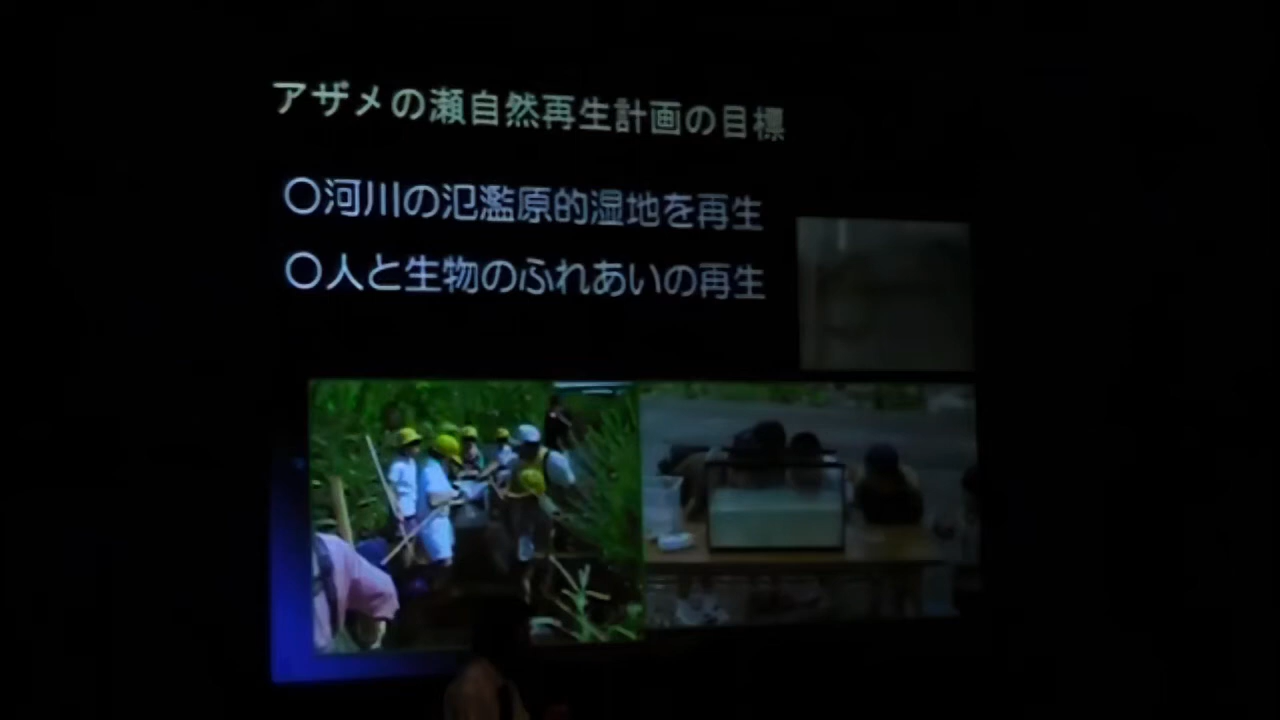 アザメの瀬自然再生計画の目標
〇河川の氾濫原的湿地を再生
〇人と生物のふれあいの再生